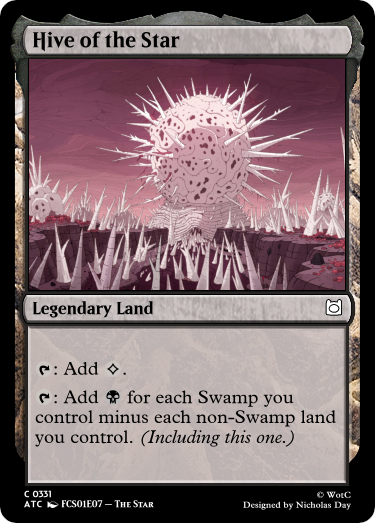 Hive of the Star
Legendary Land
: Add .
: Add for each Swamp you
control minus each non-Swamp land
you control. (Including this one.)
C 0331
ATC FCS01E07 — The Star
© WotC
Designed by Nicholas Day